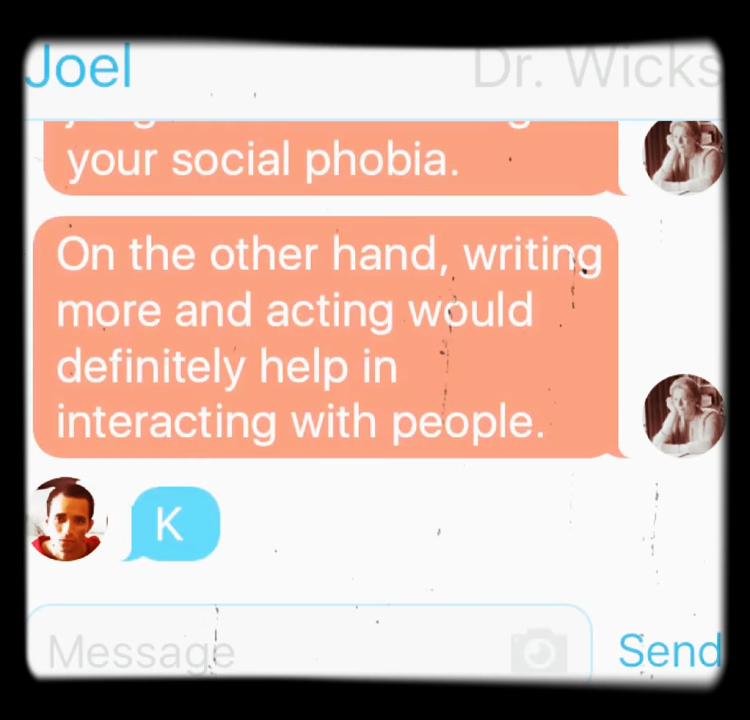 Joel
Dr. Wicks
your social phobia.
On the other hand, writing
more and acting would
definitely help in
interacting with people.
K
Message
Send